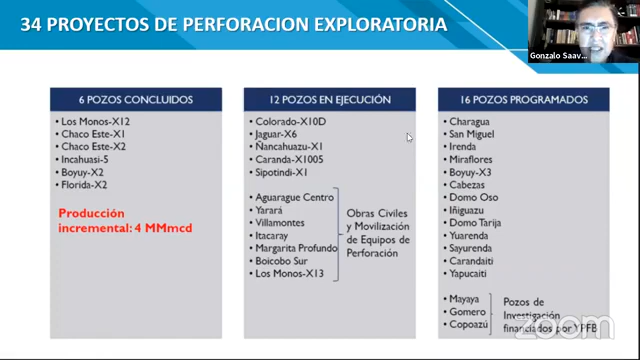 34 PROYECTOS DE PERFORACION EXPLORATORIA
Gonzalo Saav...
6 POZOS CONCLUIDOS
• Los Monos-X12
• Chaco Este-X1
• Chaco Este-X2
• Incahuasi-5
• Boyuy-X2
• Florida-X2
Producción
incremental: 4 MMmcd
12 POZOS EN EJECUCIÓN
• Colorado-X10D
• Jaguar-X6
• Ñancahuazu-X1
• Caranda-X1005
• Sipotindi-X1
• Aguarague Centro
• Yarará
• Villamontes
• Itacaray
• Margarita Profundo
• Boicobo Sur
• Los Monos-X13
Obras Civiles
y Movilización de
Equipos de
Perforación
16 POZOS PROGRAMADOS
• Charagua
• San Miguel
• Irenda
• Miraflores
• Boyuy-X3
• Cabezas
• Domo Oso
• Iñiguazu
• Domo Tarija
• Yuarenda
• Sayurenda
• Carandaiti
• Yapucaiti
• Mayaya
• Gomero
• Copoazú
Pozos de
Investigación
financiados por YPFB
zoom